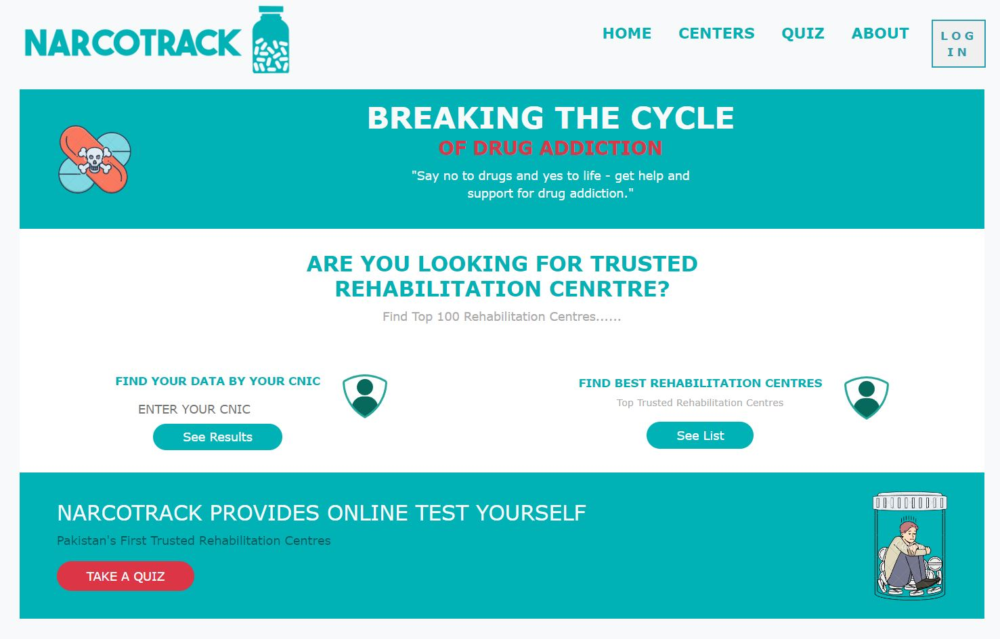 NARCOTRACK
HOME CENTERS QUIZ ABOUT
LOG
IN
BREAKING THE CYCLE
OF DRUG ADDICTION
"Say no to drugs and yes to life - get help and
support for drug addiction."
ARE YOU LOOKING FOR TRUSTED
REHABILITATION CENRTRE?
Find Top 100 Rehabilitation Centres......
FIND YOUR DATA BY YOUR CNIC
ENTER YOUR CNIC
See Results
FIND BEST REHABILITATION CENTRES
Top Trusted Rehabilitation Centres
See List
NARCOTRACK PROVIDES ONLINE TEST YOURSELF
Pakistan's First Trusted Rehabilitation Centres
TAKE A QUIZ